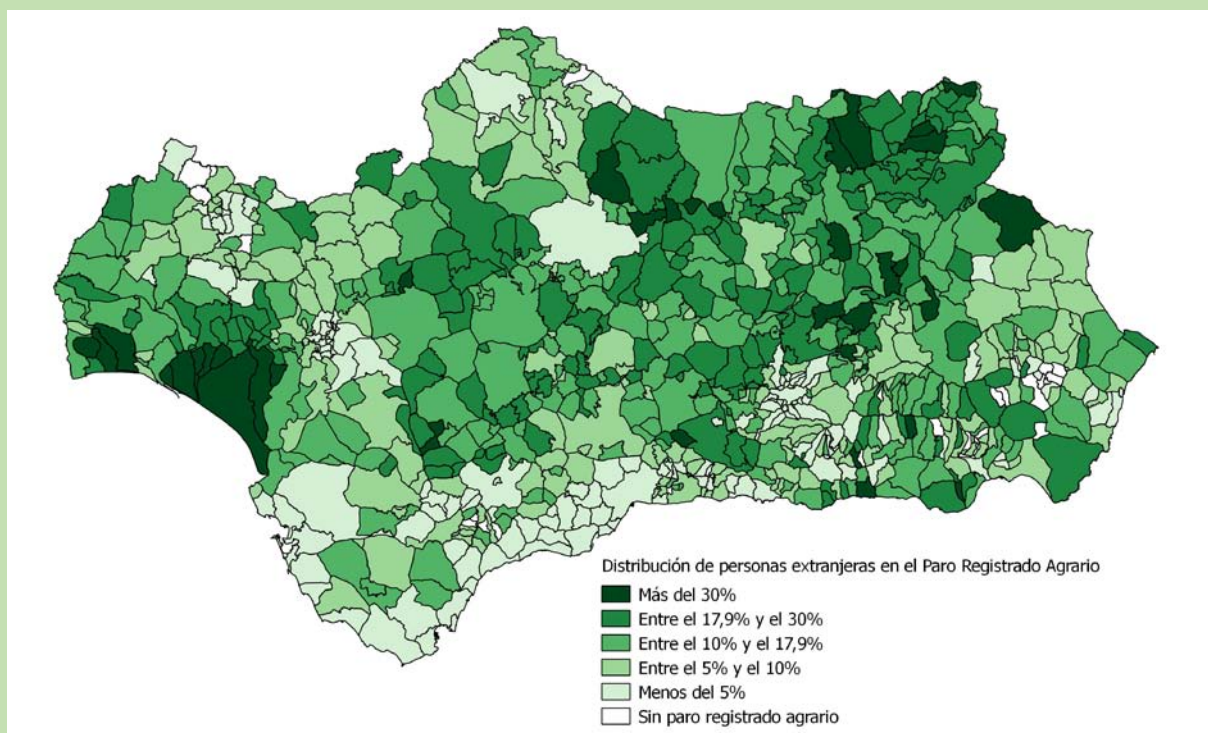 Distribución de personas extranjeras en el Paro Registrado Agrario
Más del 30%
Entre el 17,9% y el 30%
Entre el 10% y el 17,9%
Entre el 5% y el 10%
Menos del 5%
Sin paro registrado agrario